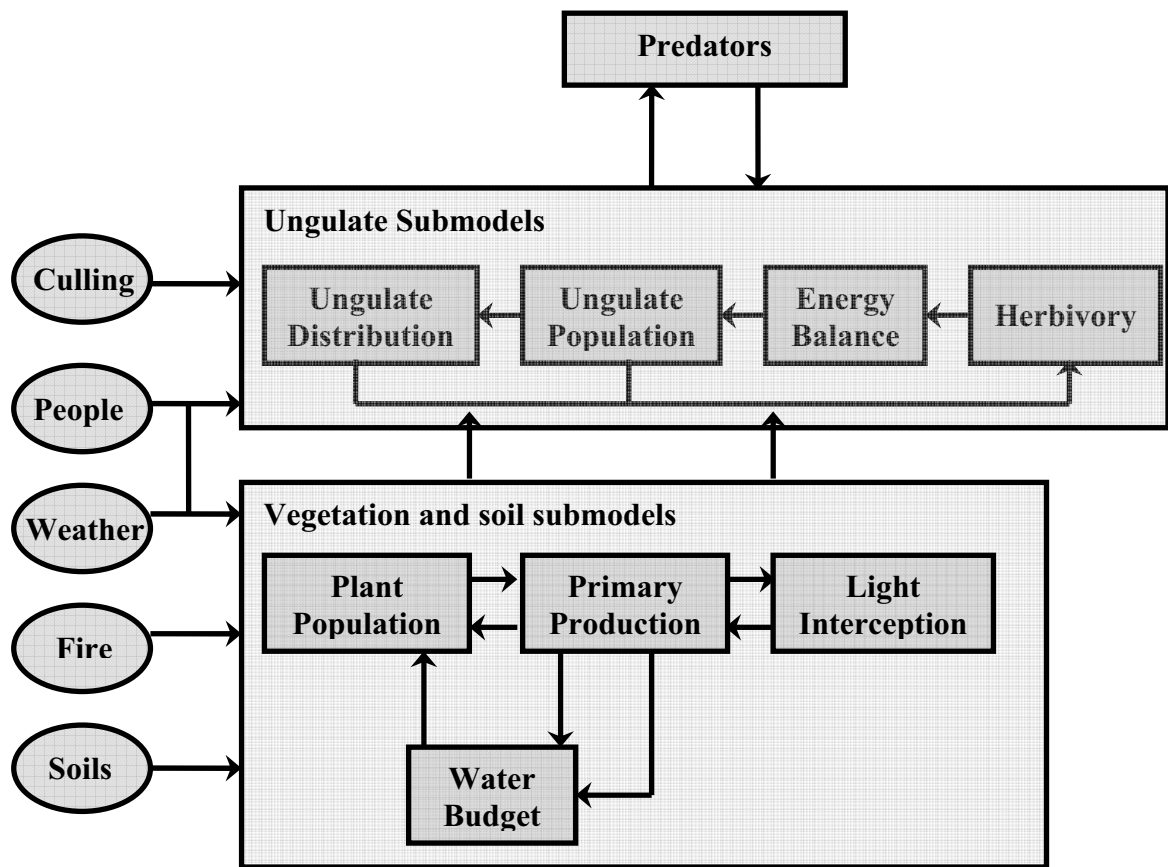 Predators
Ungulate Submodels
Culling
Ungulate
Distribution
Ungulate
Population
Energy
Balance
Herbivory
People
Weather
Vegetation and soil submodels
Plant
Population
Primary
Production
Light
Interception
Fire
Soils
Water
Budget